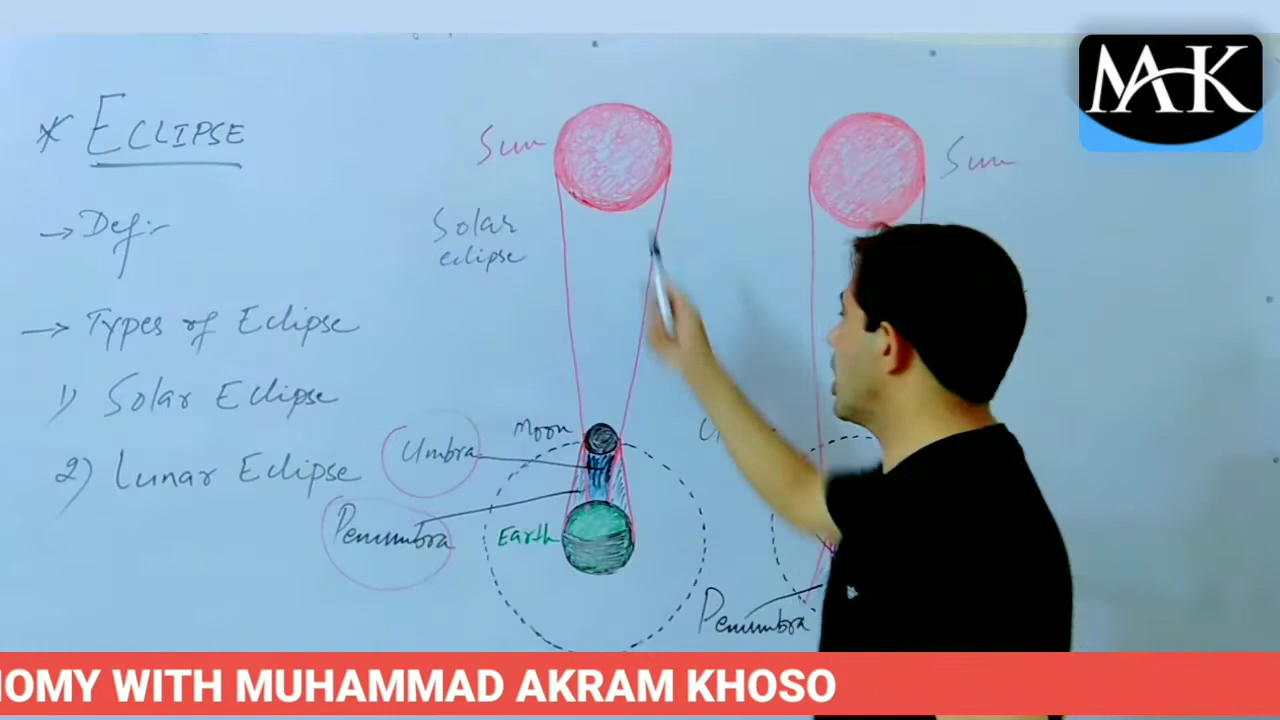 * ECLIPSE
→ Def:-
→ Types of Eclipse
1) Solar Eclipse
2) Lunar Eclipse
Sun
Solar
eclipse
Moon
Umbra
Penumbra
Earth
Sun
Penumbra
MAK
NOMY WITH MUHAMMAD AKRAM KHOSO